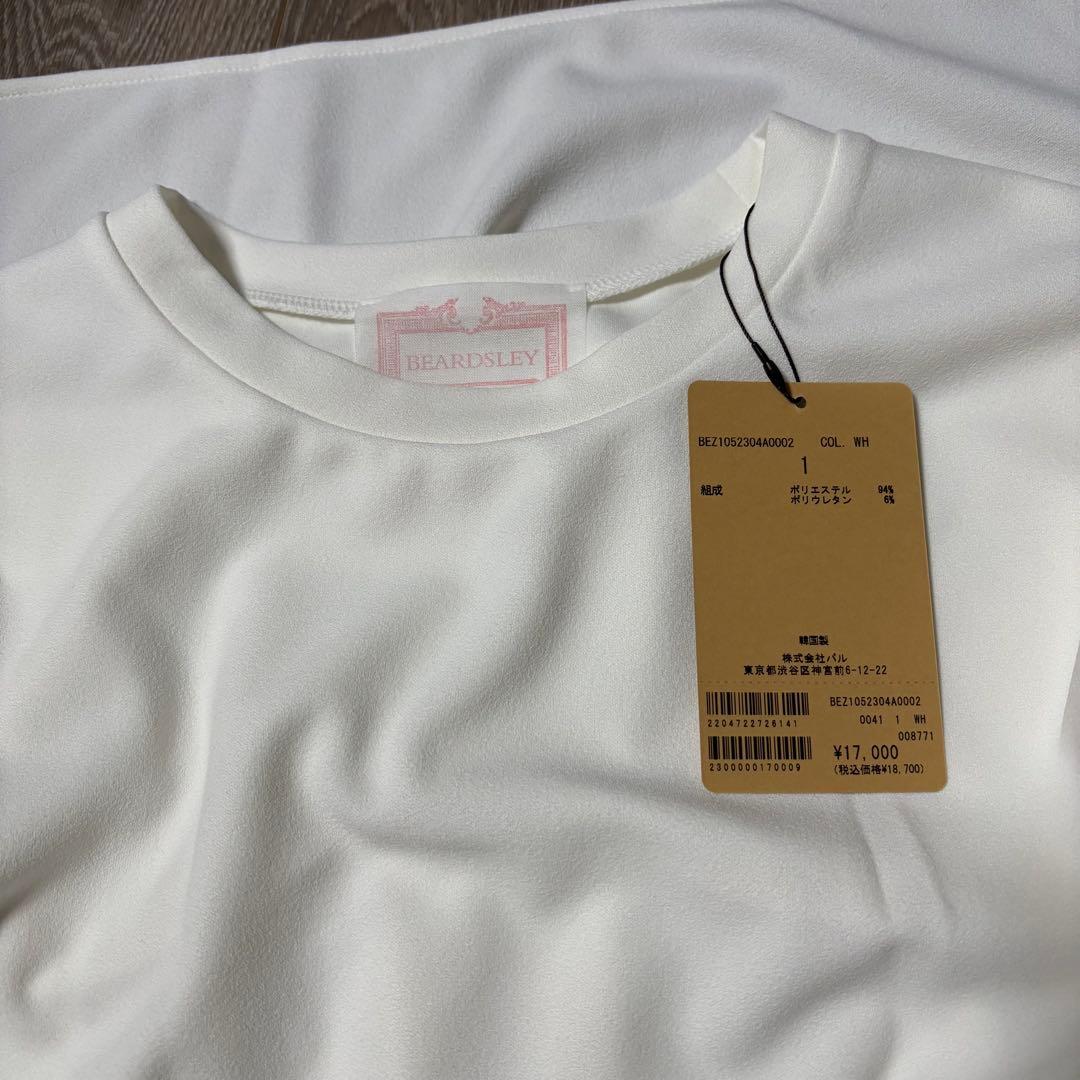 BEARDSLEY
BEZ1052304A0002 COL. WH
1
組成 ポリエステル 94%
ポリウレタン 6%
韓国製
株式会社パル
東京都渋谷区神宮前6-12-22
BEZ1052304A0002
2204722726141 0041 1 WH
008771
¥17,000
2300000170009 (税込価格¥18,700)